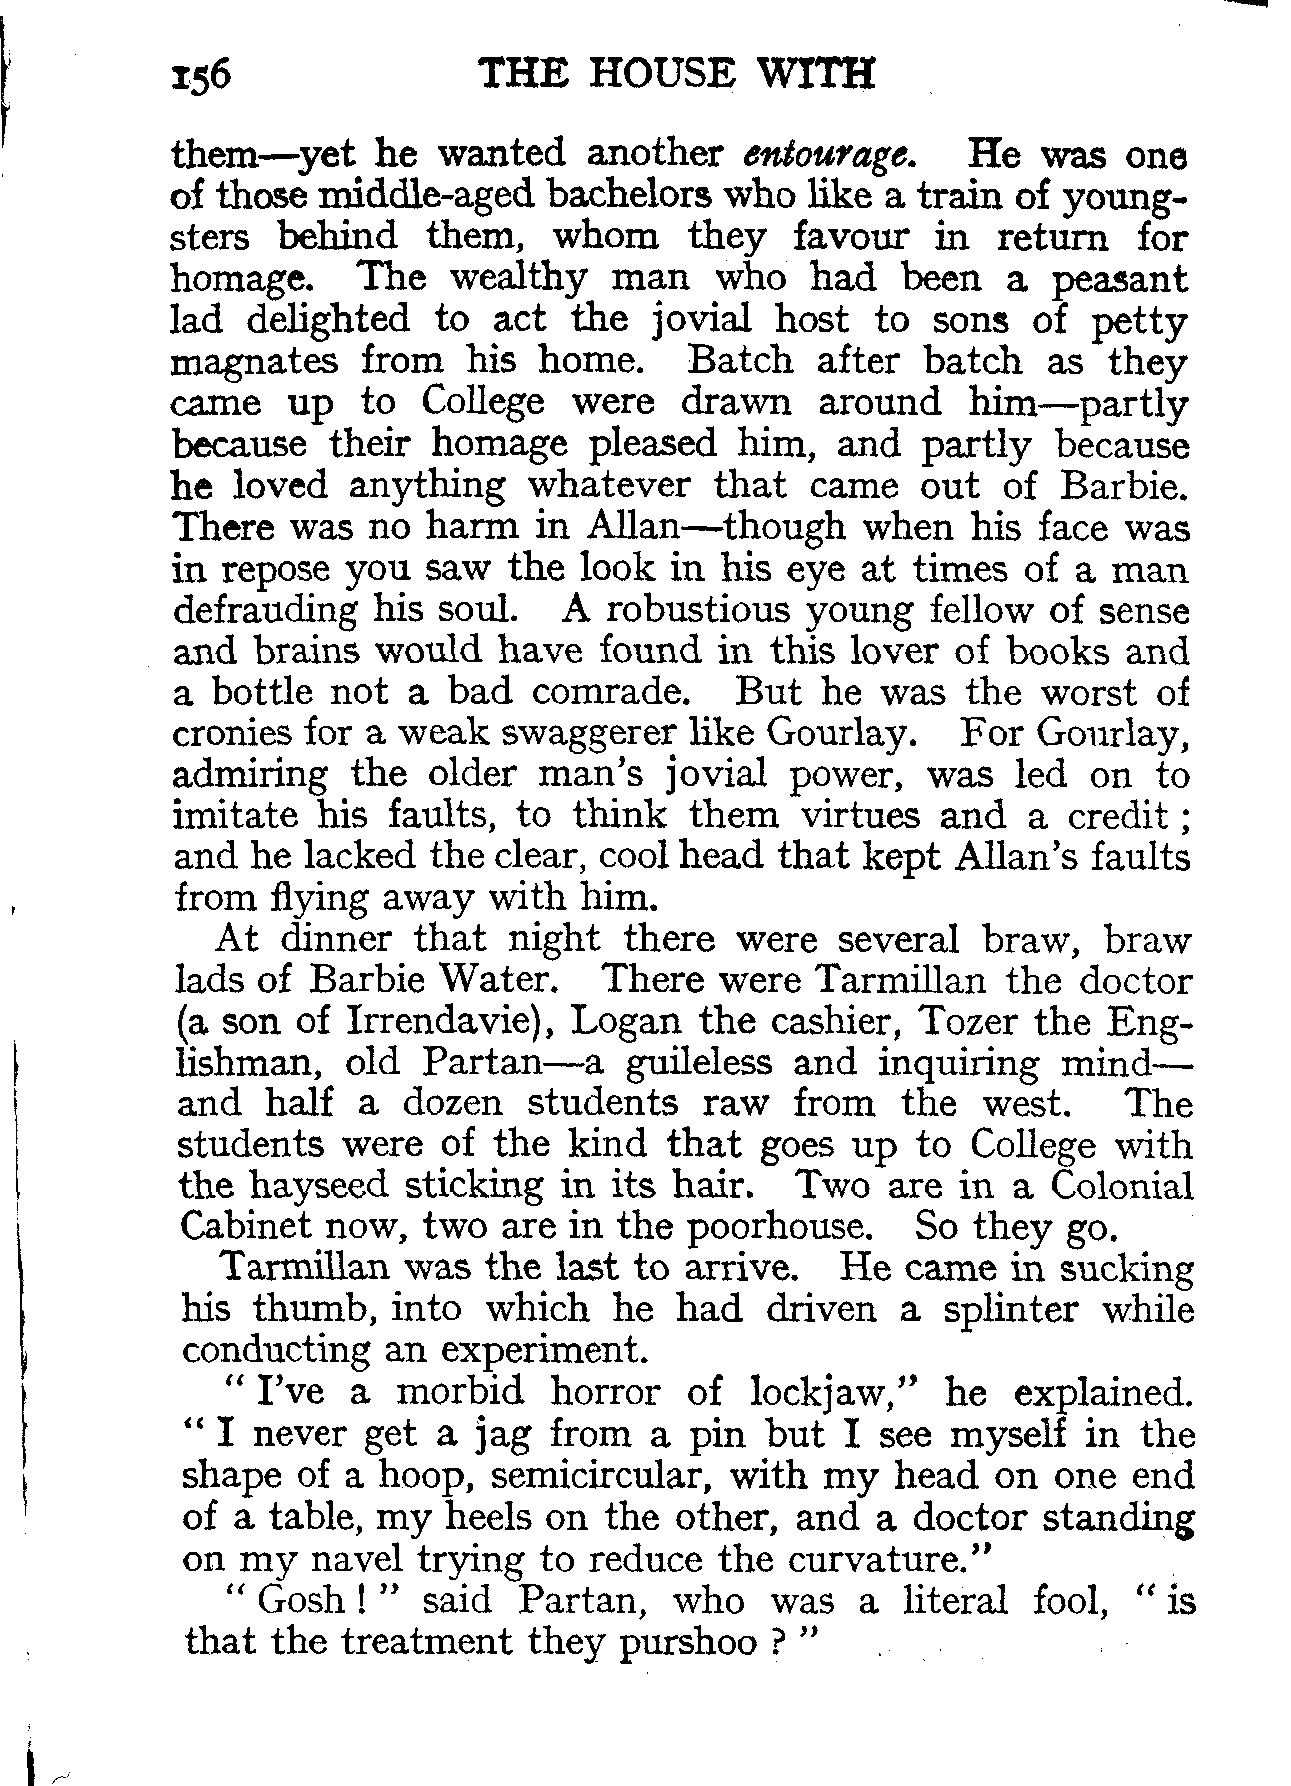 156 THE HOUSE WITH
them—yet he wanted another entourage. He was one
of those middle-aged bachelors who like a train of young-
sters behind them, whom they favour in return for
homage. The wealthy man who had been a peasant
lad delighted to act the jovial host to sons of petty
magnates from his home. Batch after batch as they
came up to College were drawn around him—partly
because their homage pleased him, and partly because
he loved anything whatever that came out of Barbie.
There was no harm in Allan—though when his face was
in repose you saw the look in his eye at times of a man
defrauding his soul. A robustious young fellow of sense
and brains would have found in this lover of books and
a bottle not a bad comrade. But he was the worst of
cronies for a weak swaggerer like Gourlay. For Gourlay,
admiring the older man's jovial power, was led on to
imitate his faults, to think them virtues and a credit ;
and he lacked the clear, cool head that kept Allan's faults
from flying away with him.
At dinner that night there were several braw, braw
lads of Barbie Water. There were Tarmillan the doctor
(a son of Irrendavie), Logan the cashier, Tozer the Eng-
lishman, old Partan—a guileless and inquiring mind—
and half a dozen students raw from the west. The
students were of the kind that goes up to College with
the hayseed sticking in its hair. Two are in a Colonial
Cabinet now, two are in the poorhouse. So they go.
Tarmillan was the last to arrive. He came in sucking
his thumb, into which he had driven a splinter while
conducting an experiment.
" I've a morbid horror of lockjaw," he explained.
" I never get a jag from a pin but I see myself in the
shape of a hoop, semicircular, with my head on one end
of a table, my heels on the other, and a doctor standing
on my navel trying to reduce the curvature."
" Gosh ! " said Partan, who was a literal fool, " is
that the treatment they purshoo ? "